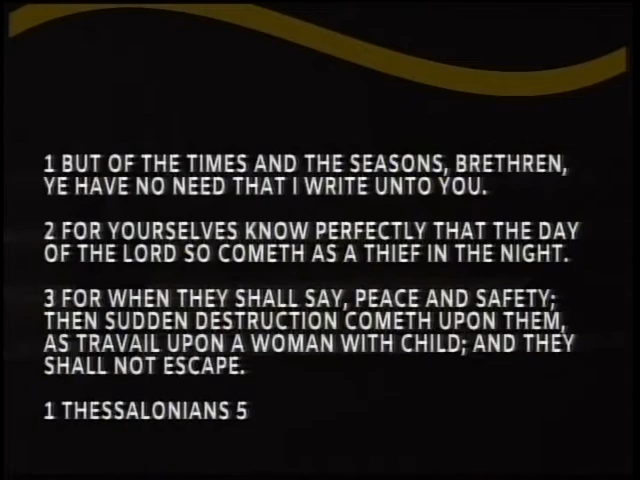 1 BUT OF THE TIMES AND THE SEASONS, BRETHREN,
YE HAVE NO NEED THAT I WRITE UNTO YOU.
2 FOR YOURSELVES KNOW PERFECTLY THAT THE DAY
OF THE LORD SO COMETH AS A THIEF IN THE NIGHT.
3 FOR WHEN THEY SHALL SAY, PEACE AND SAFETY;
THEN SUDDEN DESTRUCTION COMETH UPON THEM,
AS TRAVAIL UPON A WOMAN WITH CHILD; AND THEY
SHALL NOT ESCAPE.
1 THESSALONIANS 5